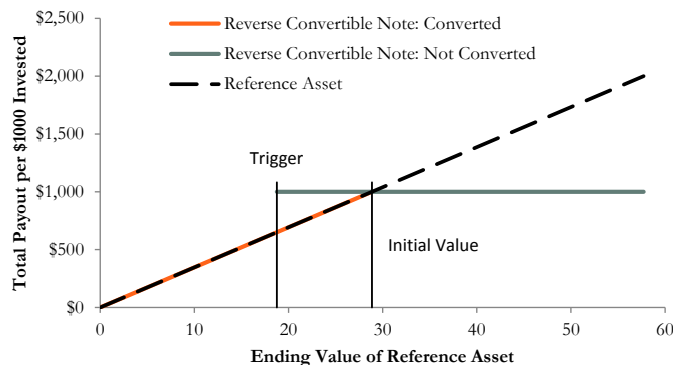 $2,500
$2,000
$1,500
$1,000
$500
$0
Total Payout per $1000 Invested
Reverse Convertible Note: Converted
Reverse Convertible Note: Not Converted
Reference Asset
Trigger
Initial Value
0 10 20 30 40 50 60
Ending Value of Reference Asset